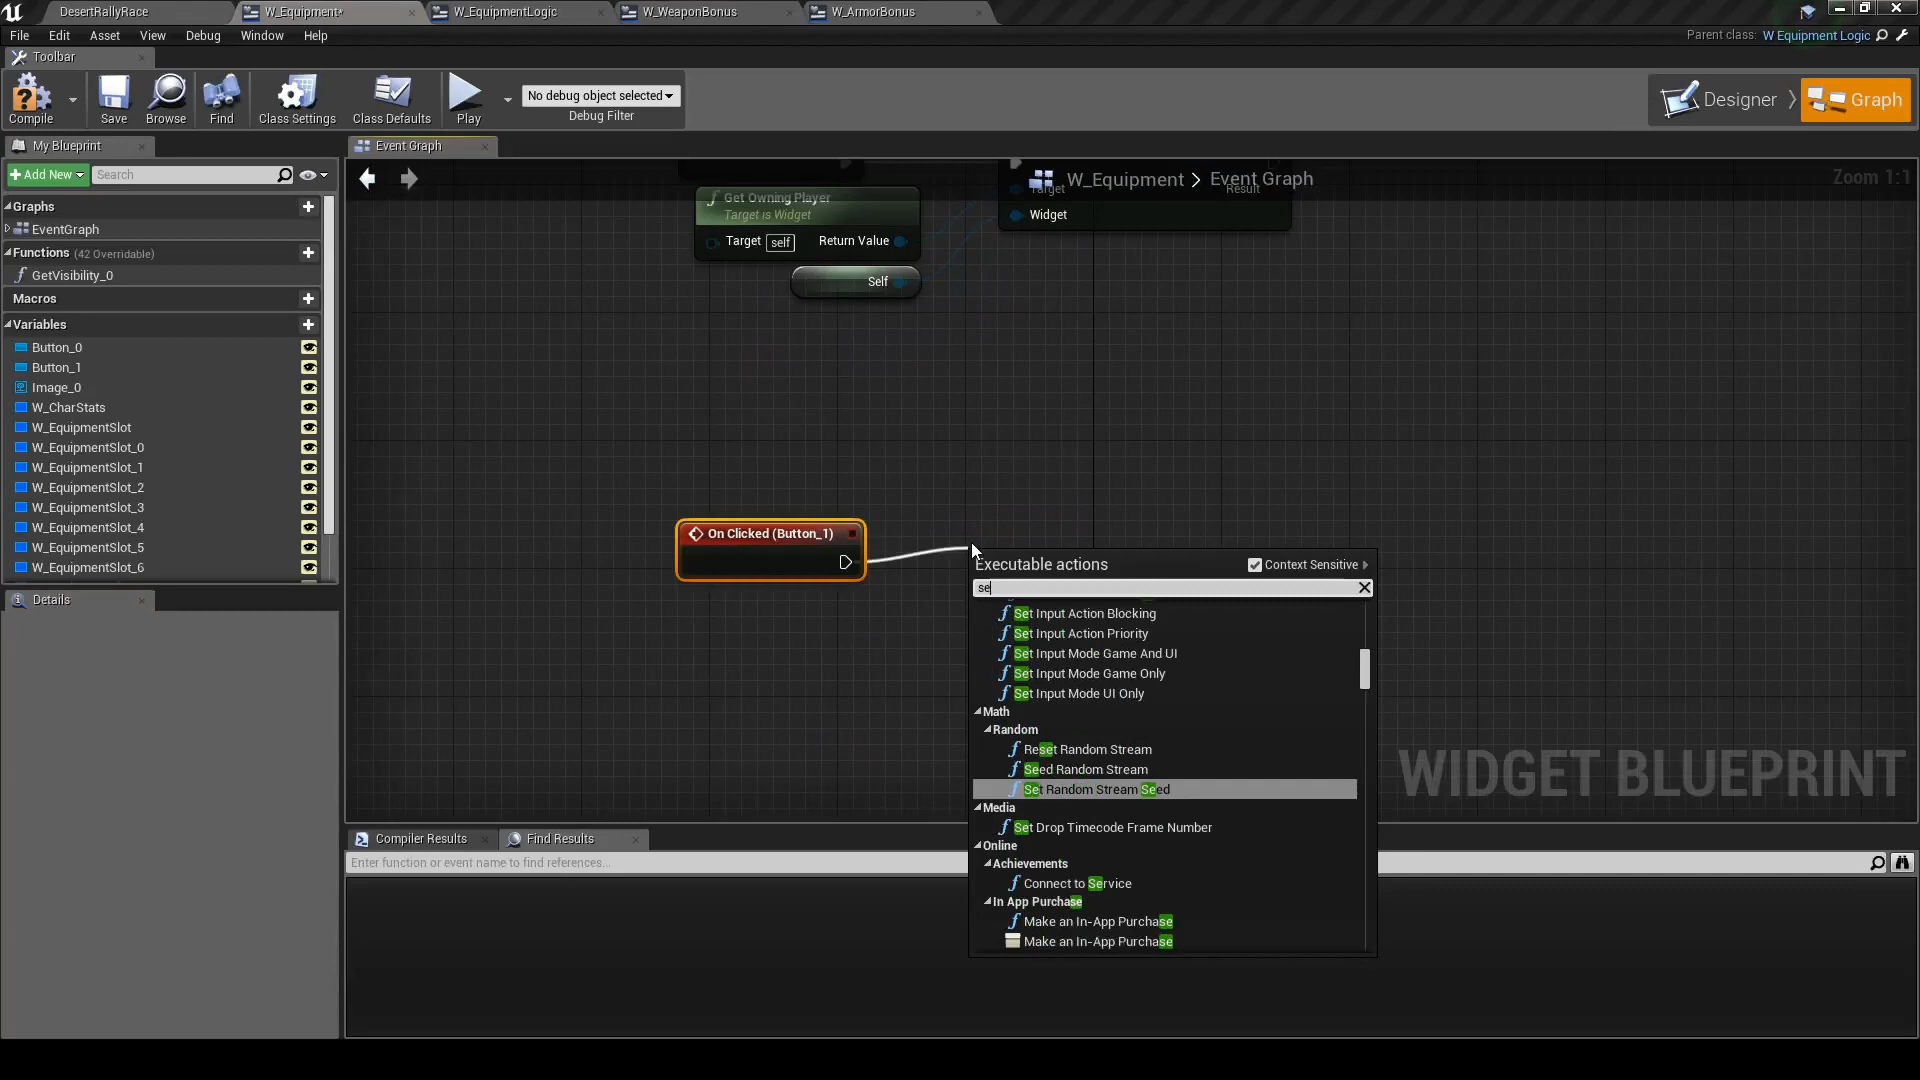 DesertRallyRace
W_Equipment*
W_EquipmentLogic
W_WeaponBonus
W_ArmorBonus
File Edit Asset View Debug Window Help
Parent class: W Equipment Logic
Toolbar
Compile
Save
Browse
Find
Class Settings
Class Defaults
Play
No debug object selected
Debug Filter
Designer
Graph
My Blueprint
Event Graph
+ Add New
Search
W_Equipment > Event Graph
Zoom 1:1
Graphs
EventGraph
Functions (42 Overridable)
GetVisibility_0
Macros
Variables
Button_0
Button_1
Image_0
W_CharStats
W_EquipmentSlot
W_EquipmentSlot_0
W_EquipmentSlot_1
W_EquipmentSlot_2
W_EquipmentSlot_3
W_EquipmentSlot_4
W_EquipmentSlot_5
W_EquipmentSlot_6
Details
Get Owning Player
Target is Widget
Target self Return Value
Self
Target
Result
Widget
On Clicked (Button_1)
Executable actions
Context Sensitive
se
Set Input Action Blocking
Set Input Action Priority
Set Input Mode Game And UI
Set Input Mode Game Only
Set Input Mode UI Only
Math
Random
Reset Random Stream
Seed Random Stream
Set Random Stream Seed
Media
Set Drop Timecode Frame Number
Online
Achievements
Connect to Service
In App Purchase
Make an In-App Purchase
Make an In-App Purchase
WIDGET BLUEPRINT
Compiler Results
Find Results
Enter function or event name to find references...